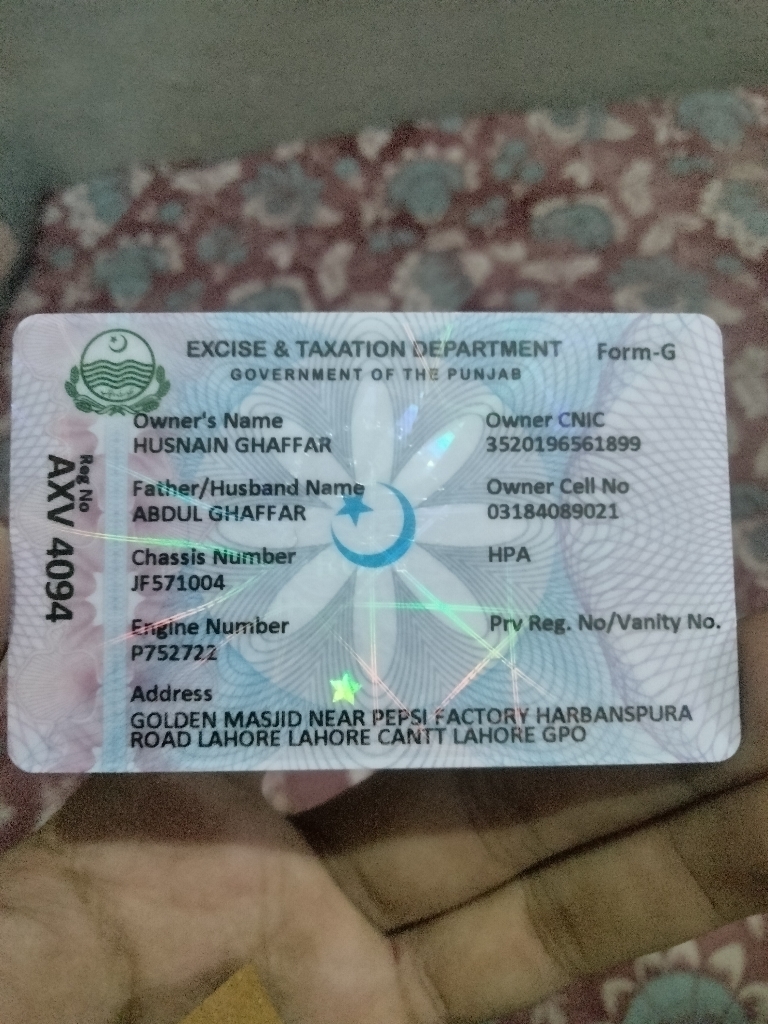 EXCISE & TAXATION DEPARTMENT
GOVERNMENT OF THE PUNJAB
Form-G
Reg No
AXV 4094
Owner's Name
HUSNAIN GHAFFAR
Owner CNIC
3520196561899
Father/Husband Name
ABDUL GHAFFAR
Owner Cell No
03184089021
Chassis Number
JF571004
HPA
Engine Number
P752722
Prv Reg. No/Vanity No.
Address
GOLDEN MASJID NEAR PEPSI FACTORY HARBANSPURA
ROAD LAHORE LAHORE CANTT LAHORE GPO